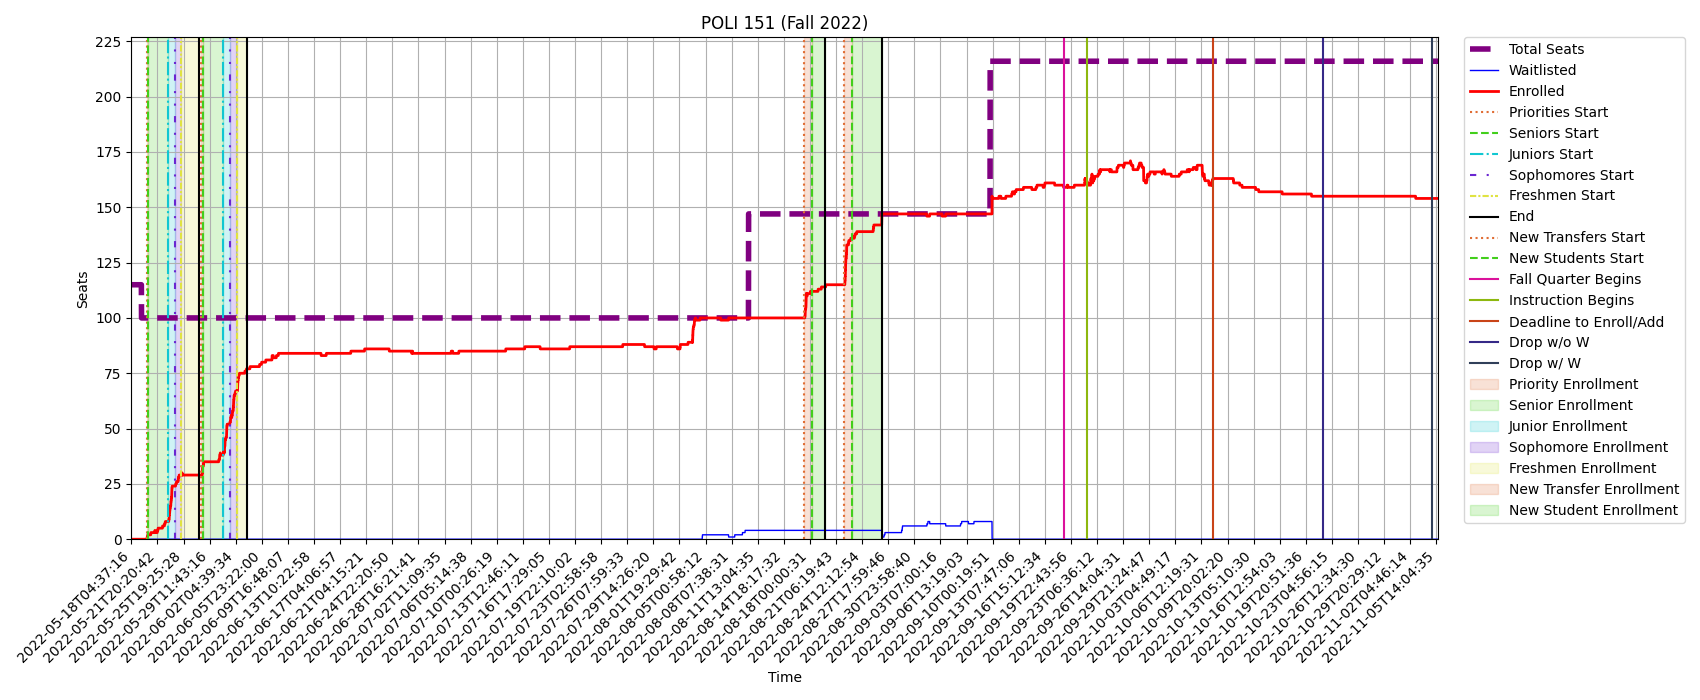 POLI 151 (Fall 2022)
225
200
175
150
125
100
75
50
25
0
Seats
2022-05-18T04:37:16
2022-05-21T20:20:42
2022-05-25T19:25:28
2022-05-29T11:43:16
2022-06-02T04:39:34
2022-06-05T23:22:00
2022-06-09T16:48:07
2022-06-13T10:22:58
2022-06-17T04:06:57
2022-06-21T04:15:21
2022-06-24T22:20:50
2022-06-28T16:21:41
2022-07-02T11:09:35
2022-07-06T05:14:38
2022-07-10T00:26:19
2022-07-13T12:46:11
2022-07-16T17:29:05
2022-07-19T22:10:02
2022-07-23T02:58:58
2022-07-26T07:59:33
2022-07-29T14:26:20
2022-08-01T19:29:42
2022-08-05T00:58:12
2022-08-08T07:38:31
2022-08-11T13:04:35
2022-08-14T18:17:32
2022-08-18T00:00:31
2022-08-21T06:19:43
2022-08-24T12:12:54
2022-08-27T17:59:46
2022-08-30T23:58:40
2022-09-03T07:00:16
2022-09-06T13:19:03
2022-09-10T00:19:51
2022-09-13T07:47:06
2022-09-16T15:12:34
2022-09-19T22:43:56
2022-09-23T06:36:12
2022-09-26T14:04:31
2022-09-29T21:24:47
2022-10-03T04:49:17
2022-10-06T12:19:31
2022-10-09T20:02:20
2022-10-13T05:10:30
2022-10-16T12:54:03
2022-10-19T20:51:36
2022-10-23T04:56:15
2022-10-26T12:34:30
2022-10-29T20:29:12
2022-11-02T04:46:14
2022-11-05T14:04:35
Time
Total Seats
Waitlisted
Enrolled
Priorities Start
Seniors Start
Juniors Start
Sophomores Start
Freshmen Start
End
New Transfers Start
New Students Start
Fall Quarter Begins
Instruction Begins
Deadline to Enroll/Add
Drop w/o W
Drop w/ W
Priority Enrollment
Senior Enrollment
Junior Enrollment
Sophomore Enrollment
Freshmen Enrollment
New Transfer Enrollment
New Student Enrollment